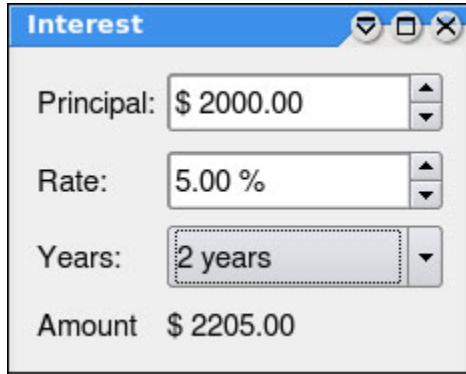 Interest
Principal: $ 2000.00
Rate: 5.00 %
Years: 2 years
Amount $ 2205.00